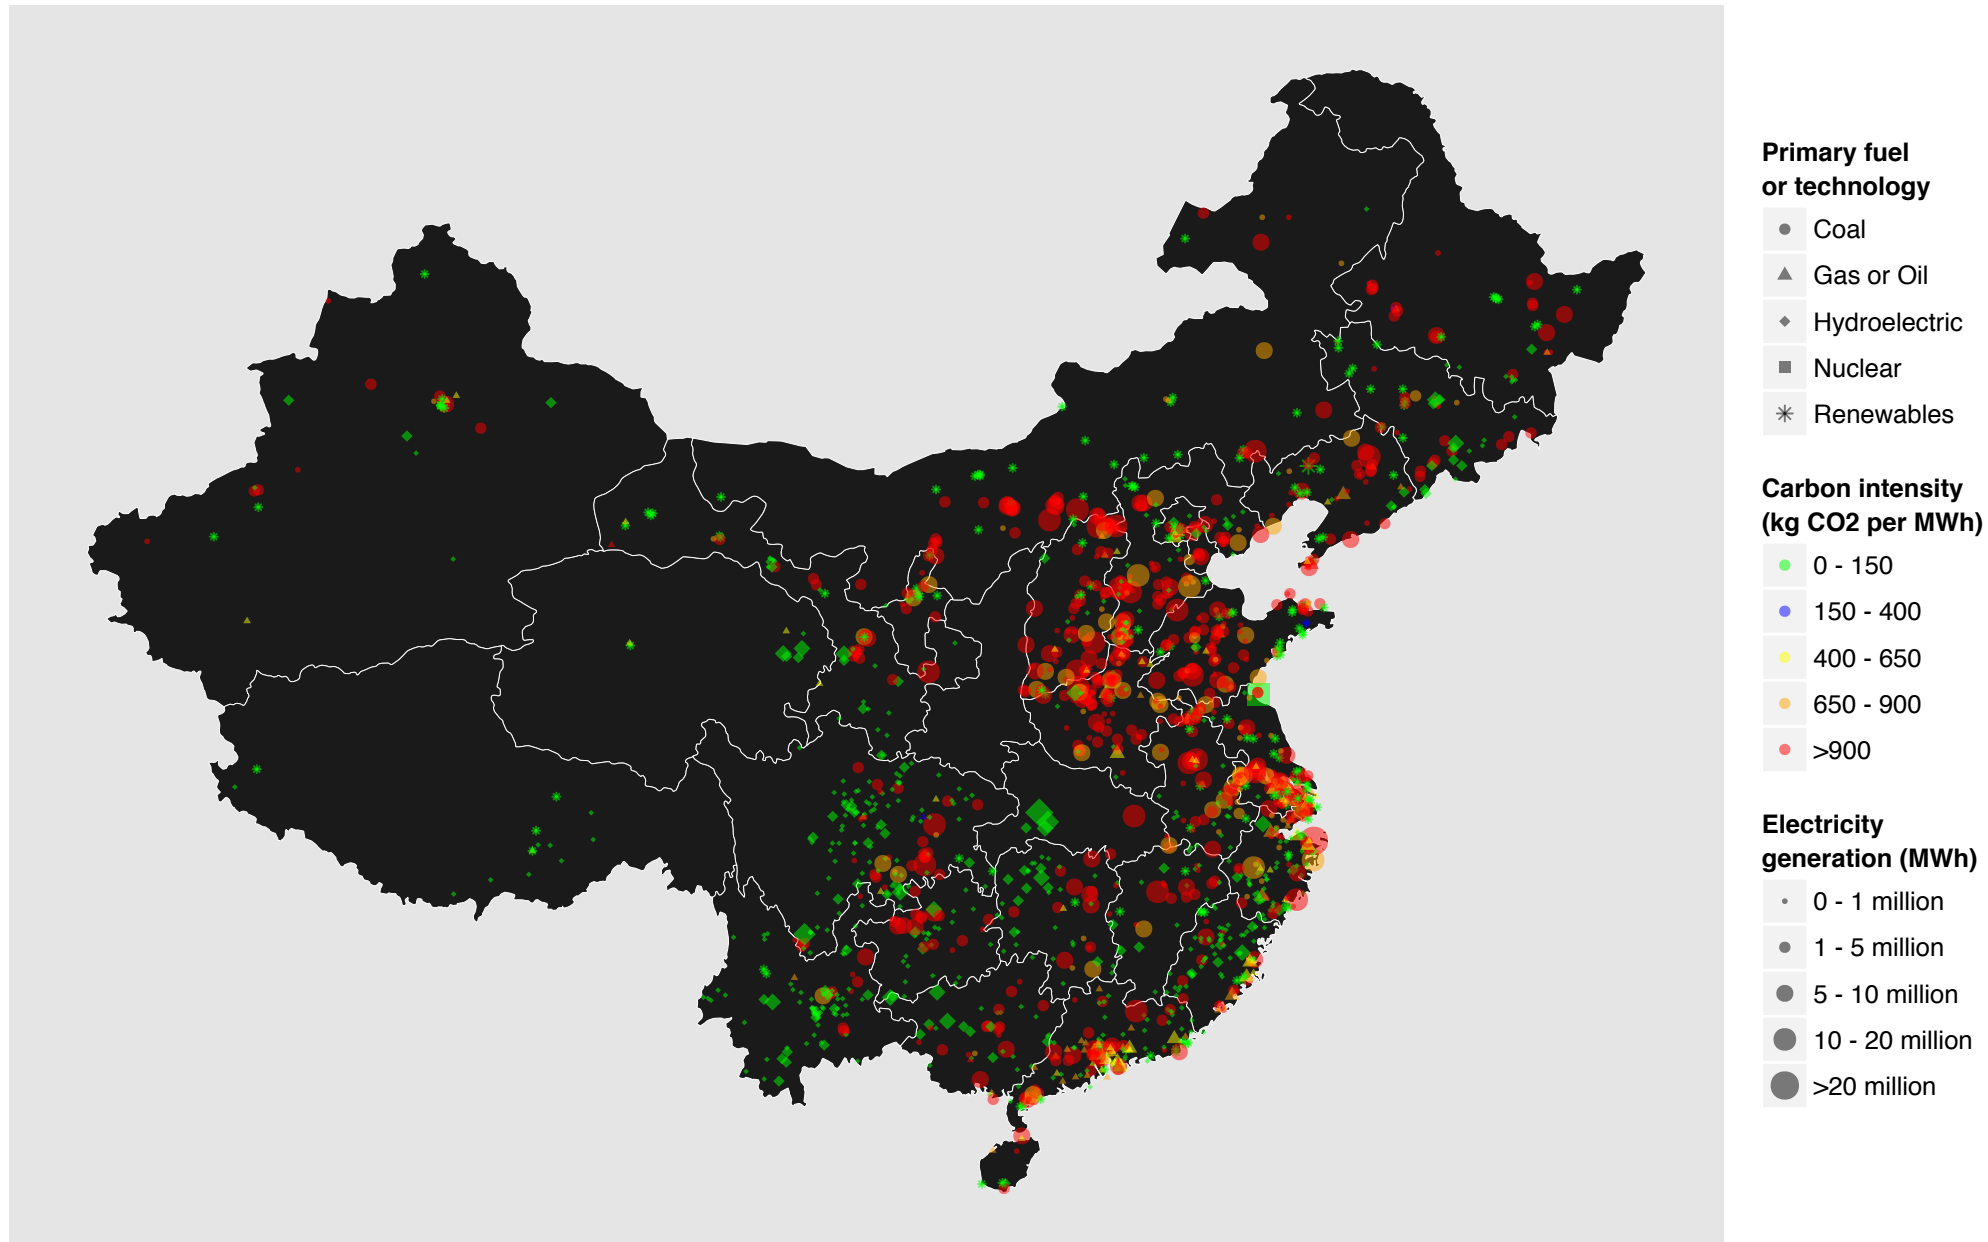 Primary fuel
or technology
Coal
Gas or Oil
Hydroelectric
Nuclear
Renewables
Carbon intensity
(kg CO2 per MWh)
0 - 150
150 - 400
400 - 650
650 - 900
>900
Electricity
generation (MWh)
0 - 1 million
1 - 5 million
5 - 10 million
10 - 20 million
>20 million